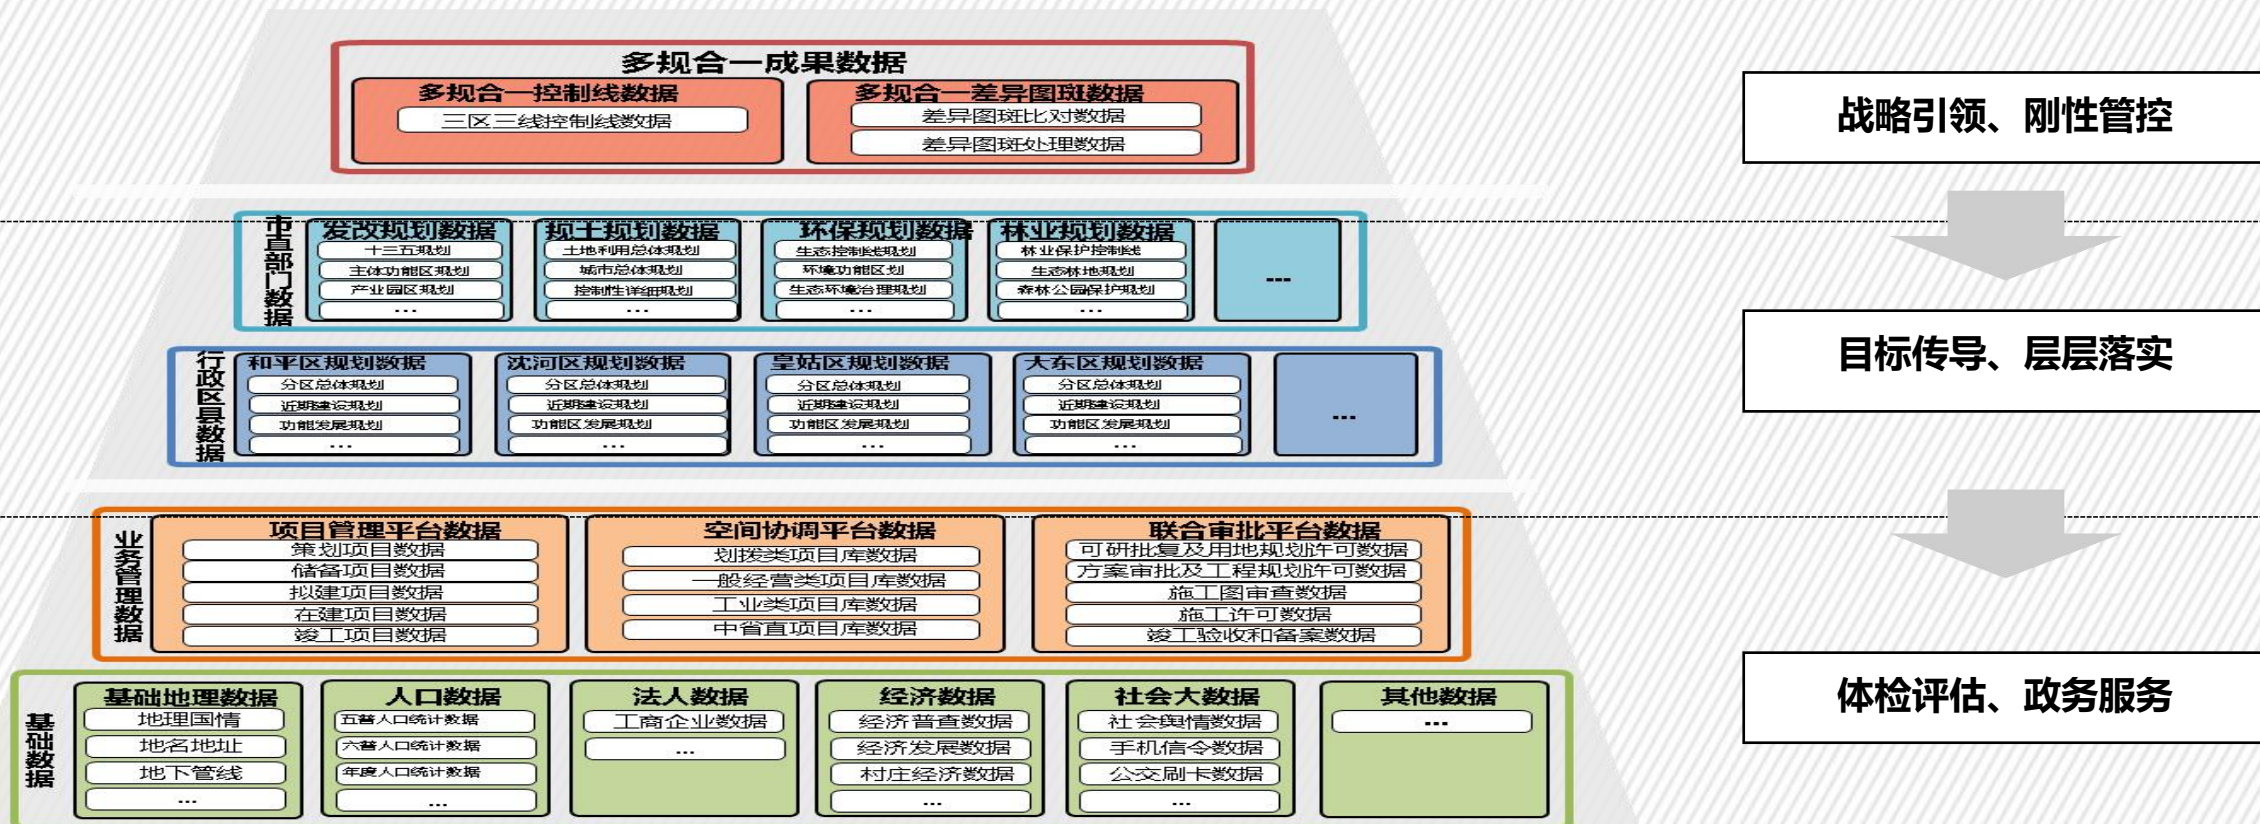 多规合一成果数据
多规合一控制线数据
三区三线控制线数据
多规合一差异图斑数据
差异图斑比对数据
差异图斑处理数据
战略引领、刚性管控
市直部门数据
发改规划数据
十三五规划
主体功能区规划
产业园区规划
...
规土规划数据
土地利用总体规划
城市总体规划
控制性详细规划
...
环保规划数据
生态控制线规划
环境功能区划
生态环境治理规划
...
林业规划数据
林业保护控制线
生态林地规划
森林公园保护规划
...
...
行政区县数据
和平区规划数据
分区总体规划
近期建设规划
功能发展规划
...
沈河区规划数据
分区总体规划
近期建设规划
功能区发展规划
...
皇姑区规划数据
分区总体规划
近期建设规划
功能区发展规划
...
大东区规划数据
分区总体规划
近期建设规划
功能区发展规划
...
...
目标传导、层层落实
业务管理数据
项目管理平台数据
策划项目数据
储备项目数据
拟建项目数据
在建项目数据
竣工项目数据
空间协调平台数据
划拨类项目库数据
一般经营类项目库数据
工业类项目库数据
中省直项目库数据
联合审批平台数据
可研批复及用地规划许可数据
方案审批及工程规划许可数据
施工图审查数据
施工许可数据
竣工验收和备案数据
基础数据
基础地理数据
地理国情
地名地址
地下管线
...
人口数据
五普人口统计数据
六普人口统计数据
年度人口统计数据
...
法人数据
工商企业数据
...
经济数据
经济普查数据
经济发展数据
村庄经济数据
...
社会大数据
社会舆情数据
手机信令数据
公交刷卡数据
...
其他数据
...
体检评估、政务服务